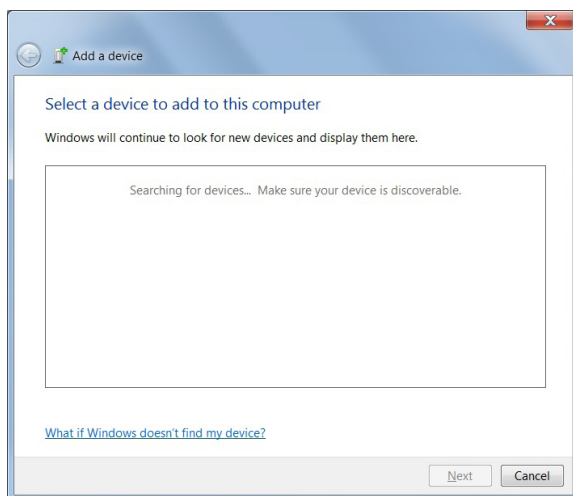 Add a device
Select a device to add to this computer
Windows will continue to look for new devices and display them here.
Searching for devices... Make sure your device is discoverable.
What if Windows doesn't find my device?
Next
Cancel